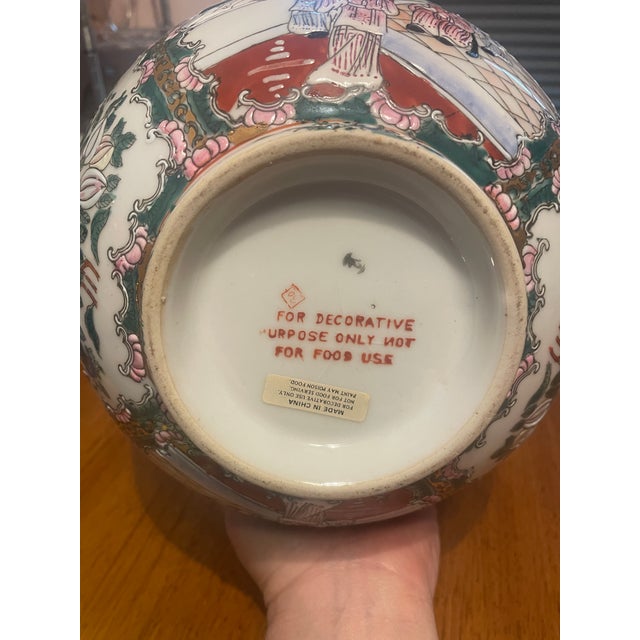 FOR DECORATIVE
URPOSE ONLY NOT
FOR FOOD USE
MADE IN CHINA
FOR DECORATIVE USE ONLY.
NOT FOR FOOD SERVING.
PAINT MAY POISON FOOD.